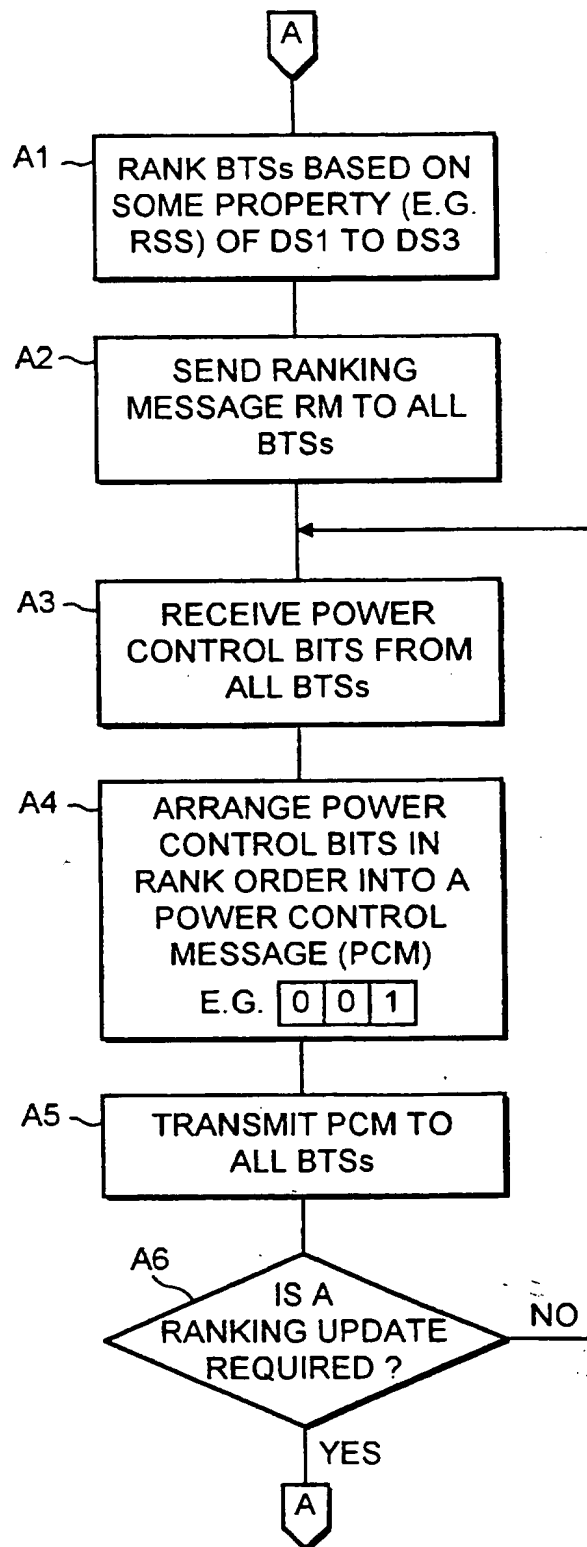 A
A1
RANK BTSs BASED ON
SOME PROPERTY (E.G.
RSS) OF DS1 TO DS3
A2
SEND RANKING
MESSAGE RM TO ALL
BTSs
A3
RECEIVE POWER
CONTROL BITS FROM
ALL BTSs
A4
ARRANGE POWER
CONTROL BITS IN
RANK ORDER INTO A
POWER CONTROL
MESSAGE (PCM)
E.G. 0 0 1
A5
TRANSMIT PCM TO
ALL BTSs
A6
IS A
RANKING UPDATE
REQUIRED ?
NO
YES
A